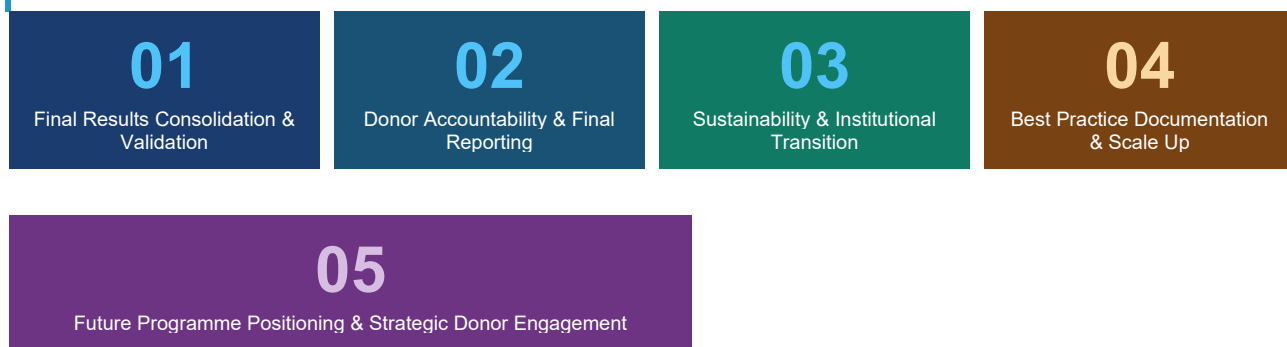 01
Final Results Consolidation &
Validation
02
Donor Accountability & Final
Reporting
03
Sustainability & Institutional
Transition
04
Best Practice Documentation
& Scale Up
05
Future Programme Positioning & Strategic Donor Engagement